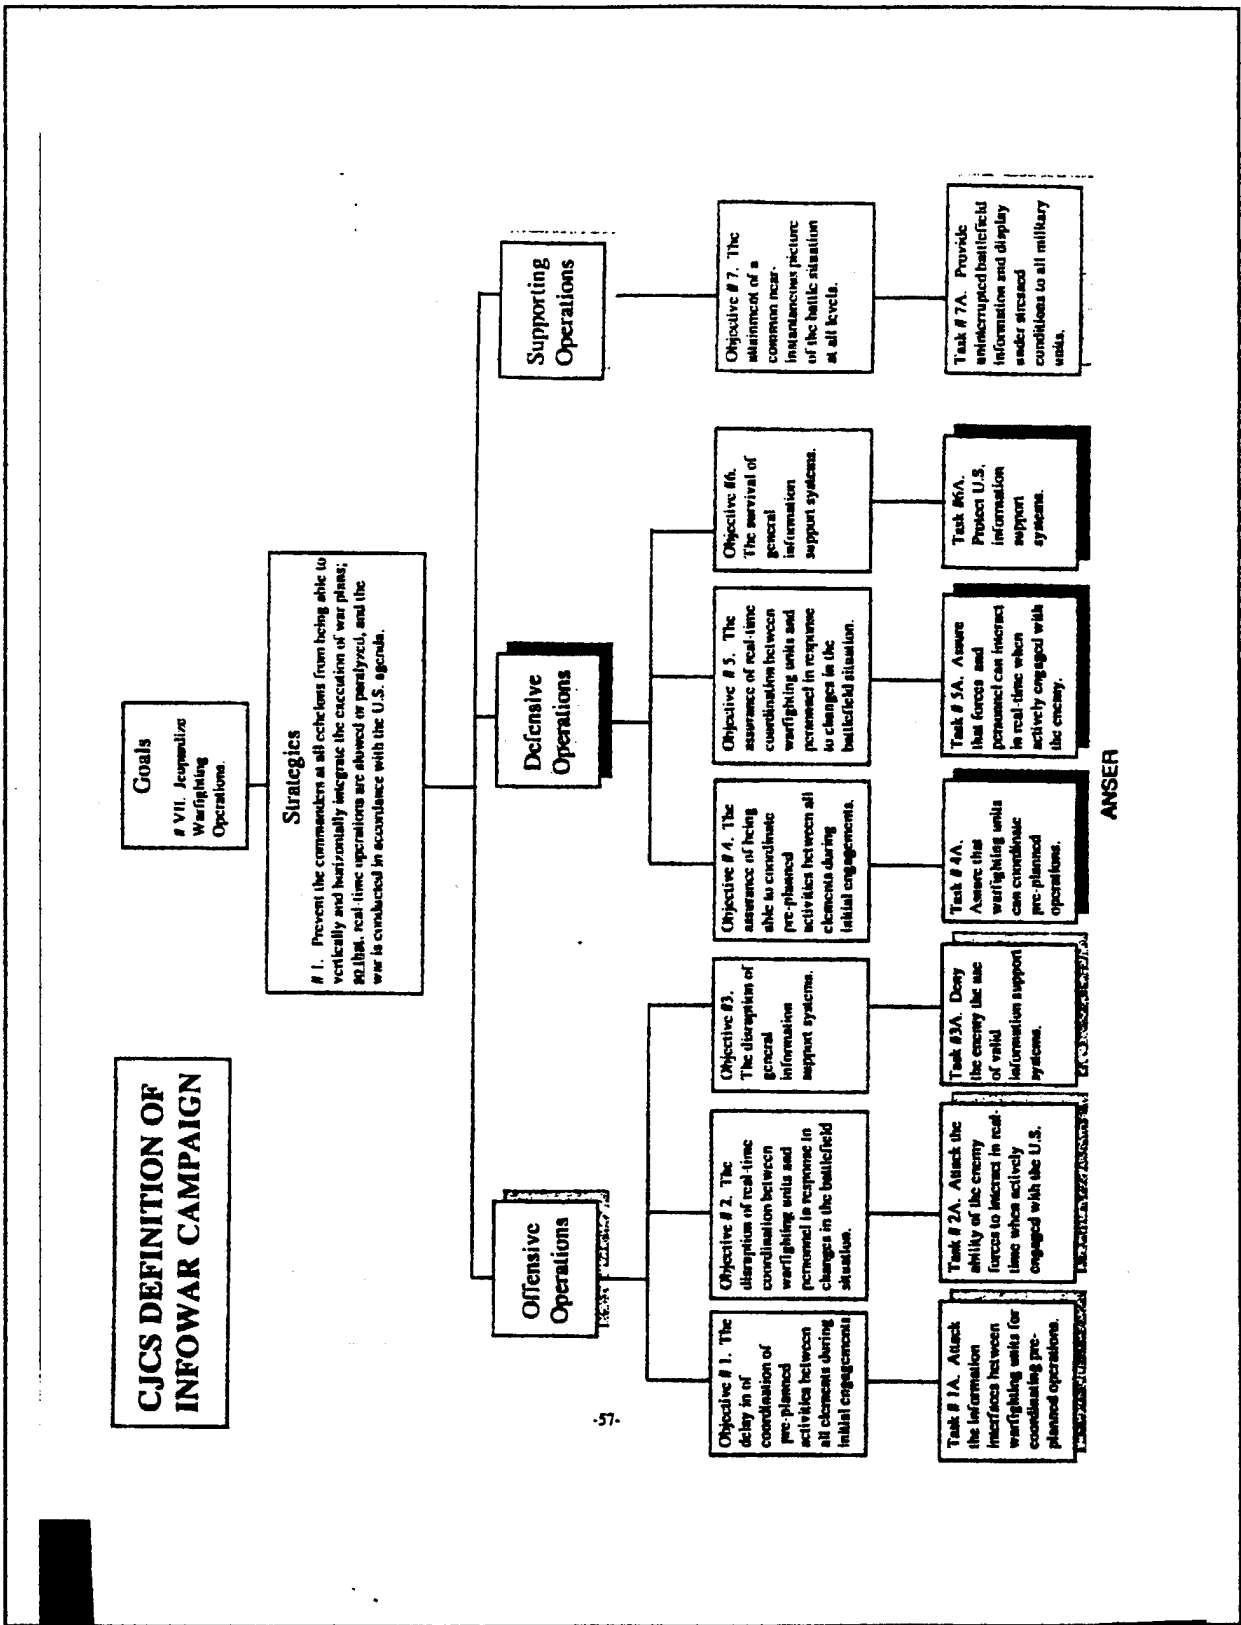 CJCS DEFINITION OF
INFOWAR CAMPAIGN
Goals
# VII. Jeopardize
Warfighting
Operations.
Strategies
# 1. Prevent the commanders at all echelons from being able to
vertically and horizontally integrate the execution of war plans;
so that, real-time operations are slowed or paralyzed, and the
war is conducted in accordance with the U.S. agenda.
Offensive
Operations
Defensive
Operations
Supporting
Operations
Objective # 1. The
delay in of
coordination of
pre-planned
activities between
all elements during
initial engagements
Objective # 2. The
disruption of real-time
coordination between
warfighting units and
personnel in response in
changes in the battlefield
situation.
Objective #3.
The disruption of
general
information
support systems.
Objective # 4. The
assurance of being
able to coordinate
pre-planned
activities between all
elements during
initial engagements.
Objective # 5. The
assurance of real-time
coordination between
warfighting units and
personnel in response
to changes in the
battlefield situation.
Objective #6.
The survival of
general
information
support systems.
Objective # 7. The
attainment of a
common near-
instantaneous picture
of the battle situation
at all levels.
Task # 1A. Attack
the information
interfaces between
warfighting units for
coordinating pre-
planned operations.
Task # 2A. Attack the
ability of the enemy
forces to interact in real-
time when actively
engaged with the U.S.
Task #3A. Deny
the enemy the use
of valid
information support
systems.
Task # 4A.
Assure that
warfighting units
can coordinate
pre-planned
operations.
Task # 5A. Assure
that forces and
personnel can interact
in real-time when
actively engaged with
the enemy.
Task #6A.
Protect U.S.
information
support
systems.
Task # 7A. Provide
uninterrupted battlefield
information and display
under stressed
conditions to all military
units.
-57-
ANSER